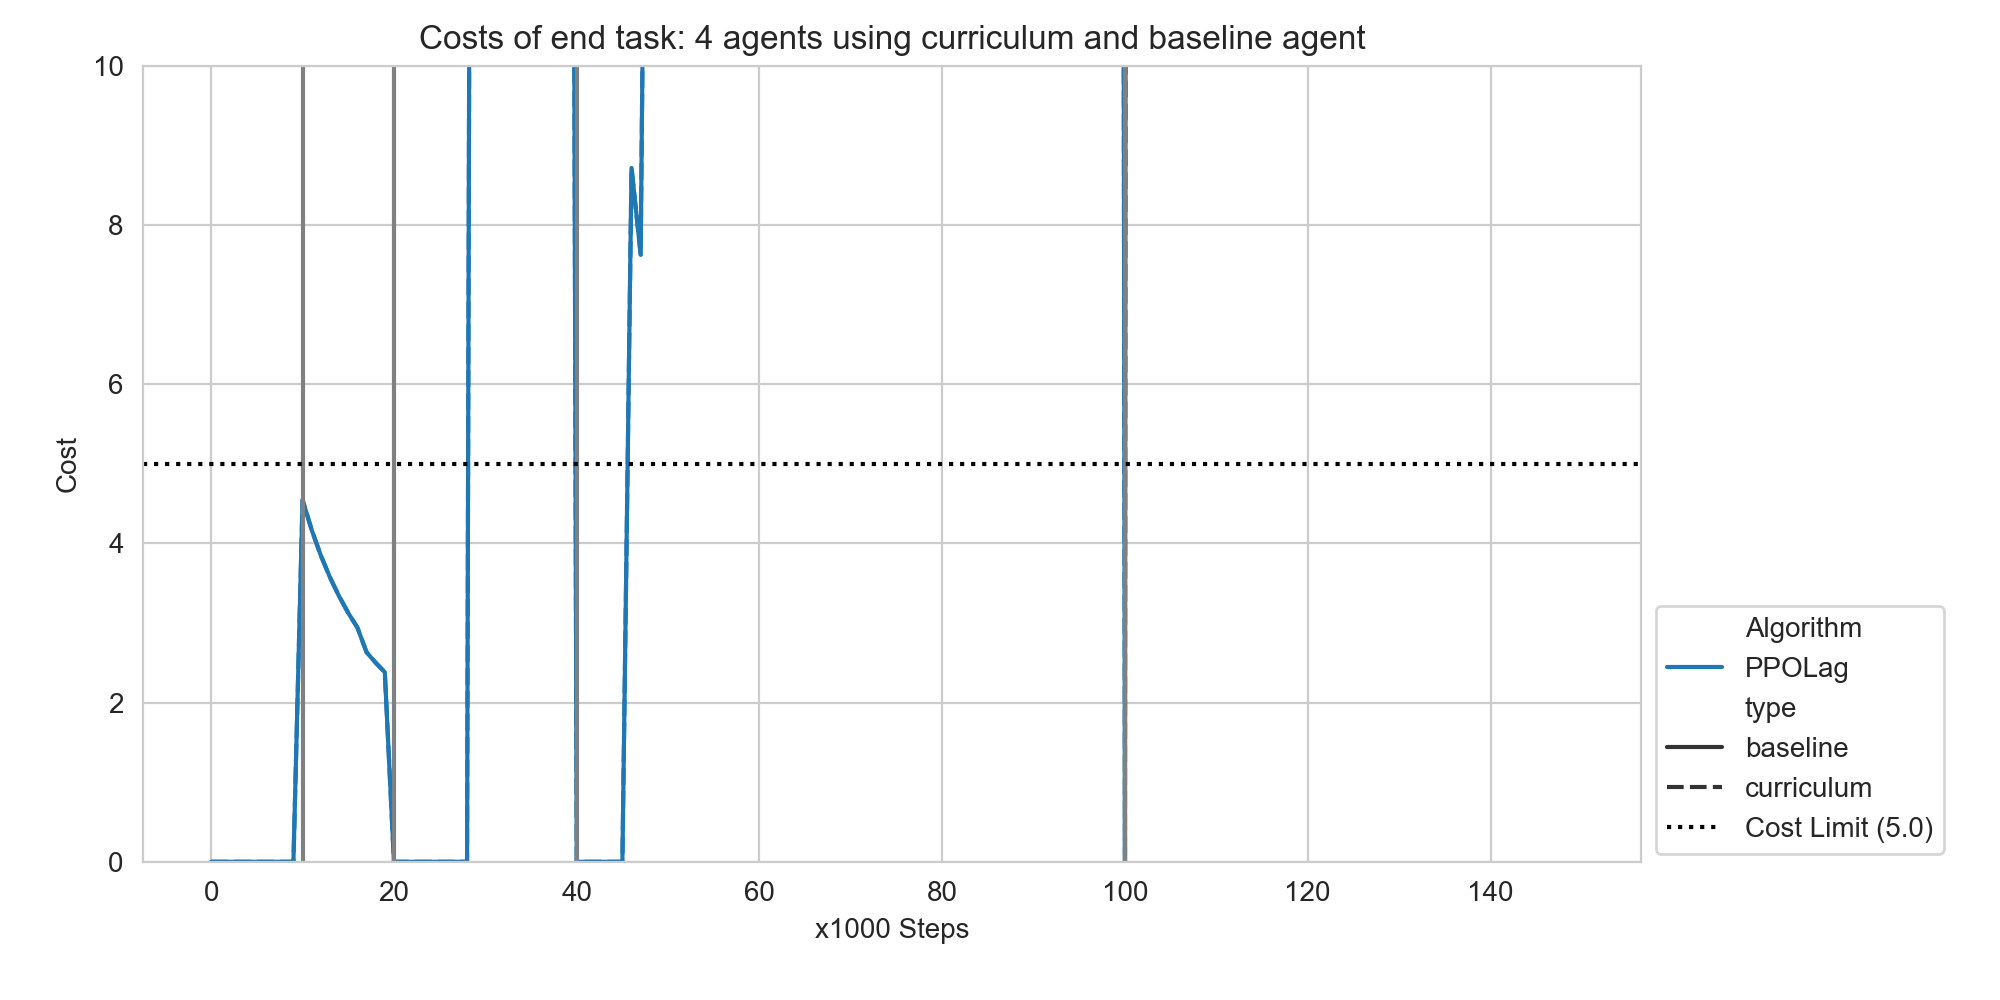 Costs of end task: 4 agents using curriculum and baseline agent
10
8
6
4
2
0
Cost
0 20 40 60 80 100 120 140
x1000 Steps
Algorithm
PPOLag
type
baseline
curriculum
Cost Limit (5.0)